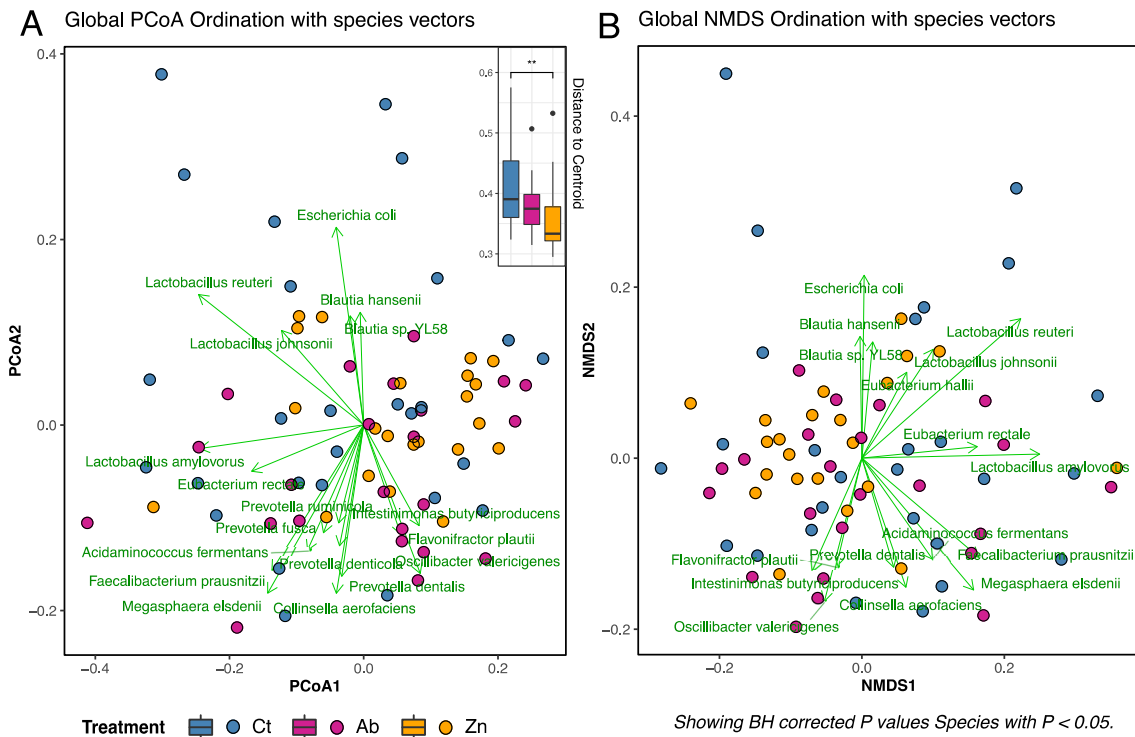 A
Global PCoA Ordination with species vectors
0.4
0.2
0.0
−0.2
−0.4
−0.2
0.0
0.2
PCoA2
PCoA1
0.6
0.5
0.4
0.3
**
Distance to Centroid
Escherichia coli
Lactobacillus reuteri
Blautia hansenii
Blautia sp. YL58
Lactobacillus johnsonii
Lactobacillus amylovorus
Eubacterium rectale
Prevotella ruminicola
Intestinimonas butyriciproducens
Prevotella fusca
Flavonifractor plautii
Acidaminococcus fermentans
Prevotella denticola
Oscillibacter valericigenes
Faecalibacterium prausnitzii
Prevotella dentalis
Megasphaera elsdenii
Collinsella aerofaciens
B
Global NMDS Ordination with species vectors
0.4
0.2
0.0
−0.2
−0.2
0.0
0.2
NMDS2
NMDS1
Escherichia coli
Blautia hansenii
Lactobacillus reuteri
Blautia sp. YL58
Lactobacillus johnsonii
Eubacterium hallii
Eubacterium rectale
Lactobacillus amylovorus
Acidaminococcus fermentans
Flavonifractor plautii
Prevotella dentalis
Faecalibacterium prausnitzii
Intestinimonas butyriciproducens
Megasphaera elsdenii
Collinsella aerofaciens
Oscillibacter valericigenes
Treatment
Ct
Ab
Zn
Showing BH corrected P values Species with P < 0.05.